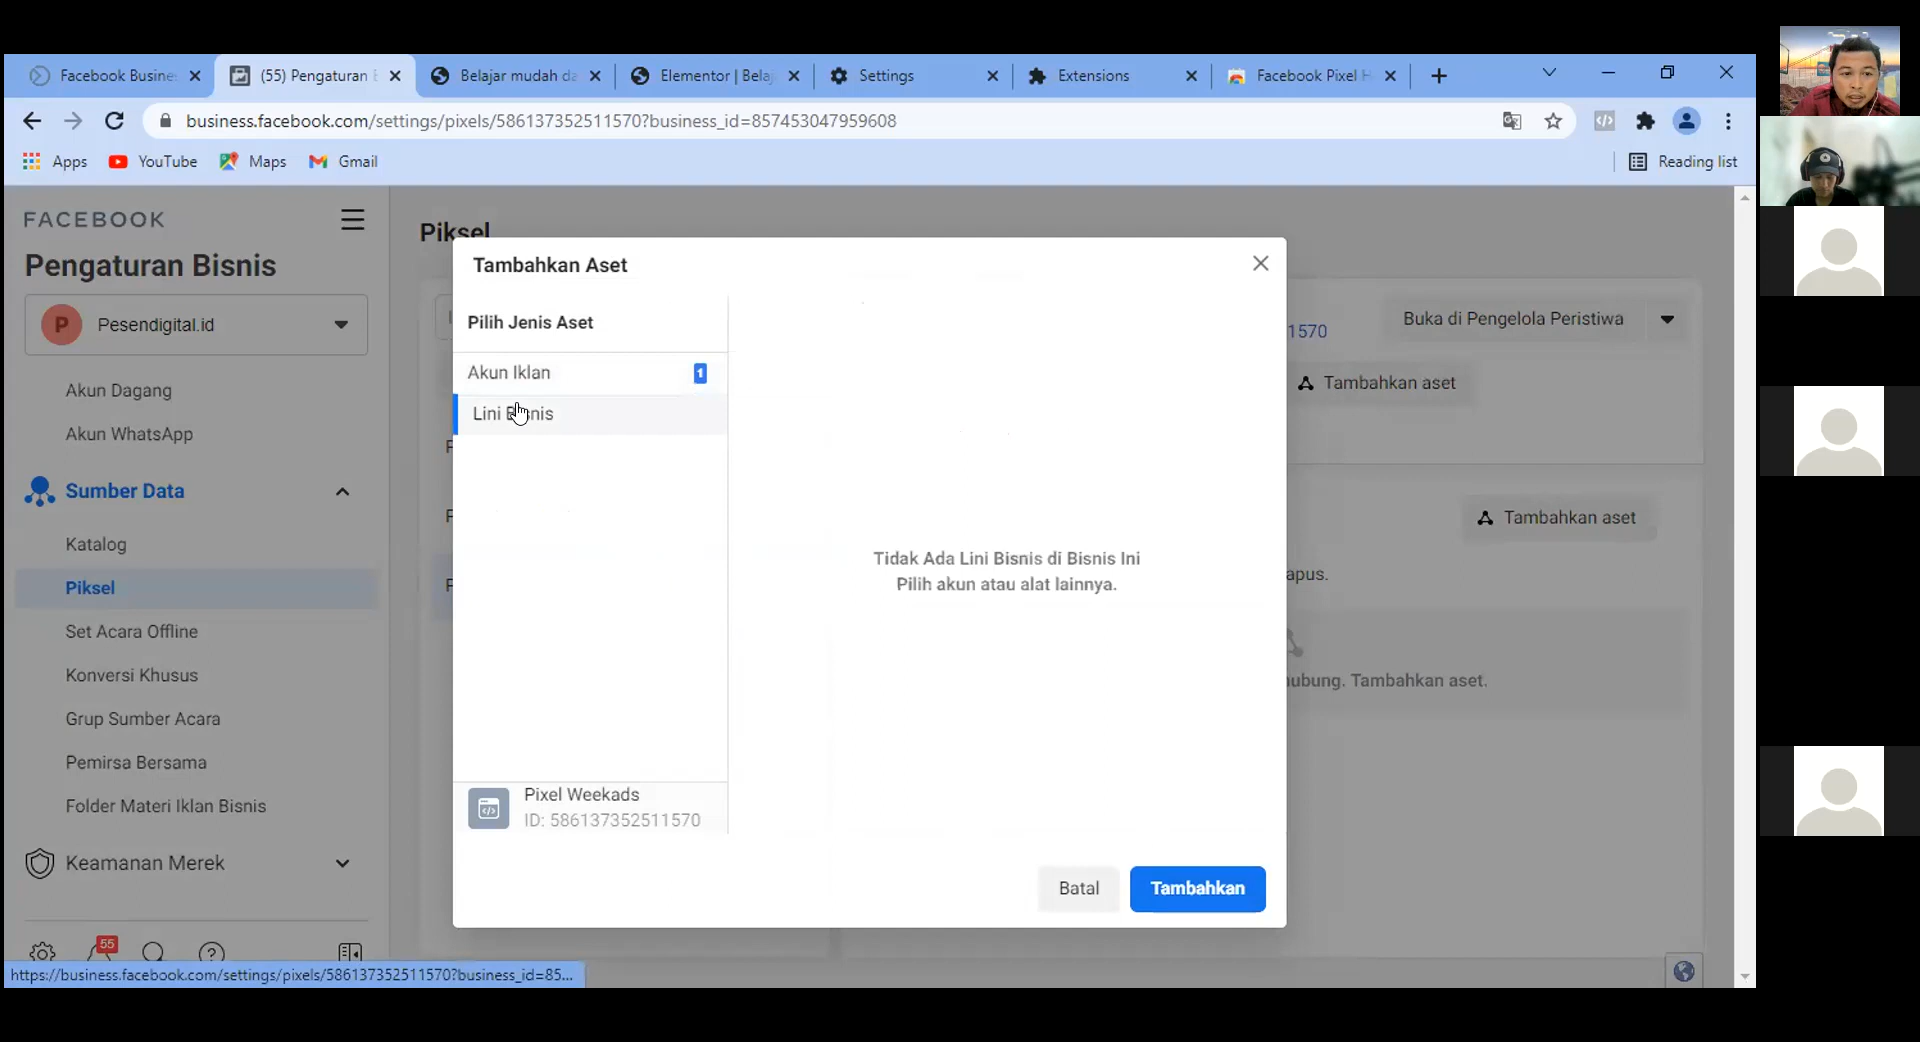 Facebook Busine
(55) Pengaturan
Belajar mudah da
Elementor | Bela
Settings
Extensions
Facebook Pixel H
business.facebook.com/settings/pixels/586137352511570?business_id=857453047959608
Apps
YouTube
Maps
Gmail
Reading list
FACEBOOK
Pengaturan Bisnis
P
Pesendigital.id
Akun Dagang
Akun WhatsApp
Sumber Data
Katalog
Piksel
Set Acara Offline
Konversi Khusus
Grup Sumber Acara
Pemirsa Bersama
Folder Materi Iklan Bisnis
Keamanan Merek
55
https://business.facebook.com/settings/pixels/586137352511570?business_id=85...
Piksel
1570
Buka di Pengelola Peristiwa
Tambahkan aset
Tambahkan aset
apus.
hubung. Tambahkan aset.
Tambahkan Aset
Pilih Jenis Aset
Akun Iklan
1
Lini Bisnis
Tidak Ada Lini Bisnis di Bisnis Ini
Pilih akun atau alat lainnya.
Pixel Weekads
ID: 586137352511570
Batal
Tambahkan